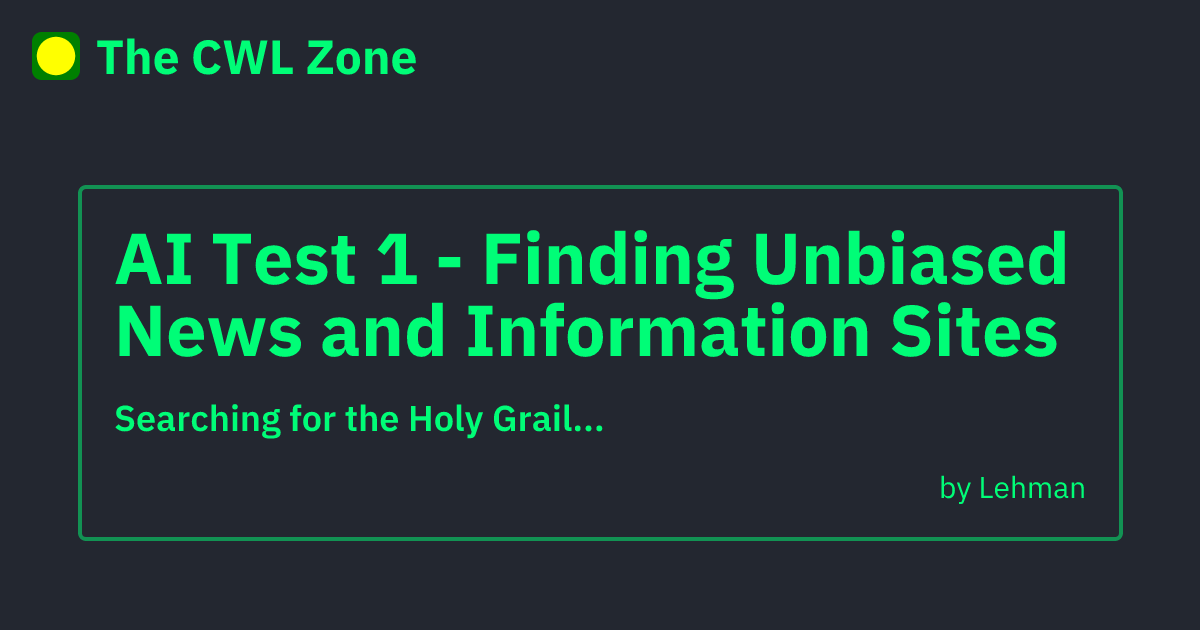 The CWL Zone
AI Test 1 - Finding Unbiased
News and Information Sites
Searching for the Holy Grail...
by Lehman